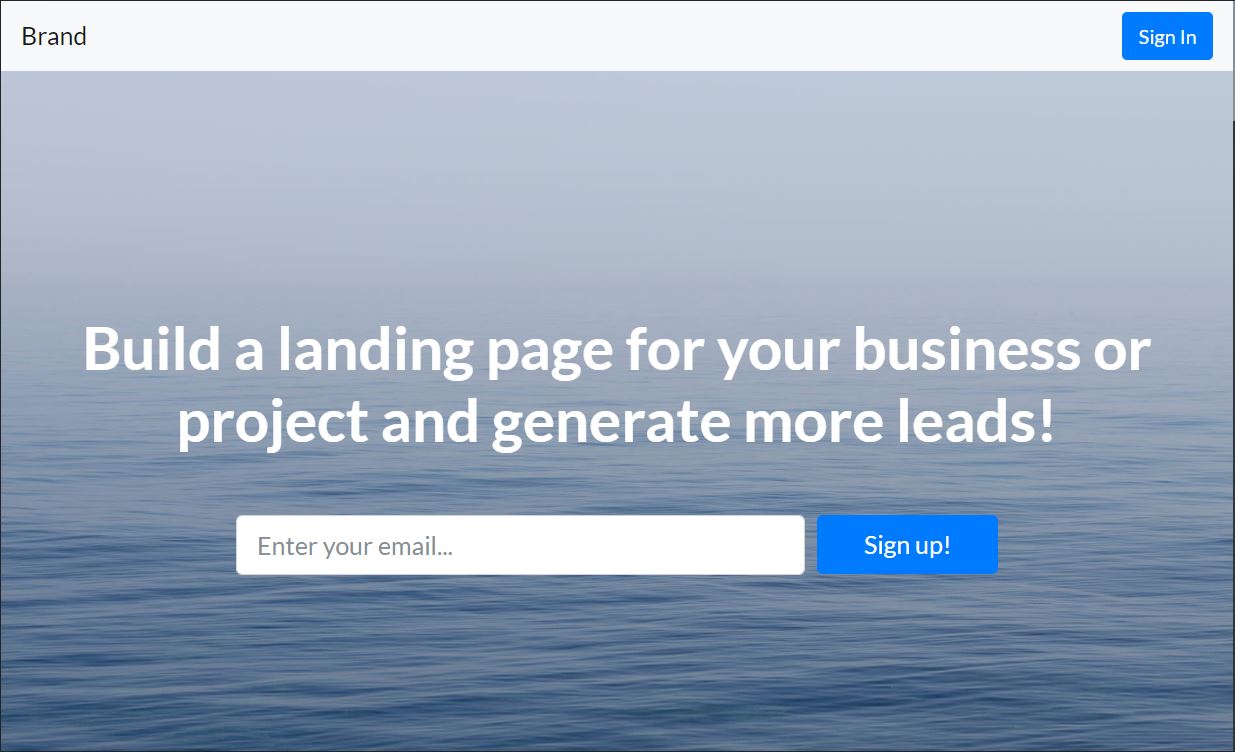 Brand
Sign In
Build a landing page for your business or
project and generate more leads!
Enter your email...
Sign up!